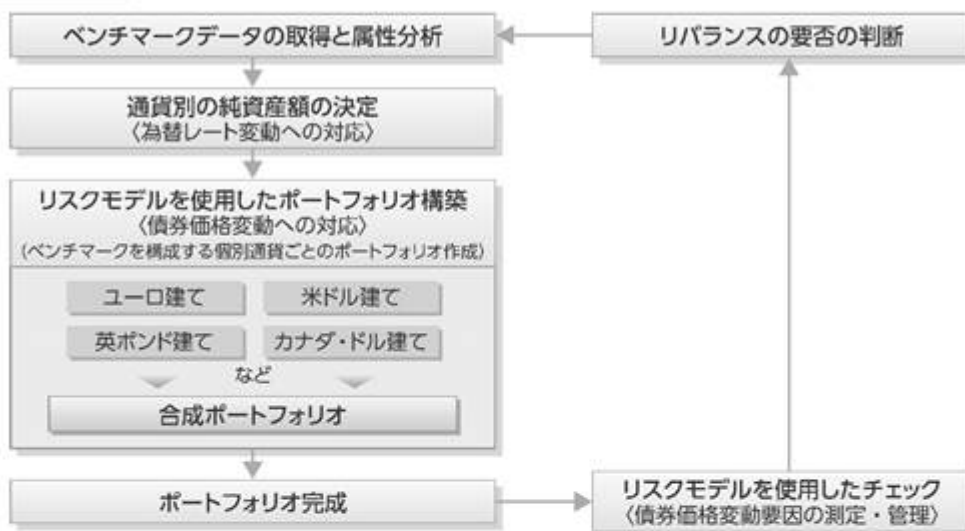 ベンチマークデータの取得と属性分析
リバランスの要否の判断
通貨別の純資産額の決定
〈為替レート変動への対応〉
リスクモデルを使用したポートフォリオ構築
〈債券価格変動への対応〉
(ベンチマークを構成する個別通貨ごとのポートフォリオ作成)
ユーロ建て
米ドル建て
英ポンド建て
カナダ・ドル建て
など
合成ポートフォリオ
ポートフォリオ完成
リスクモデルを使用したチェック
〈債券価格変動要因の測定・管理〉